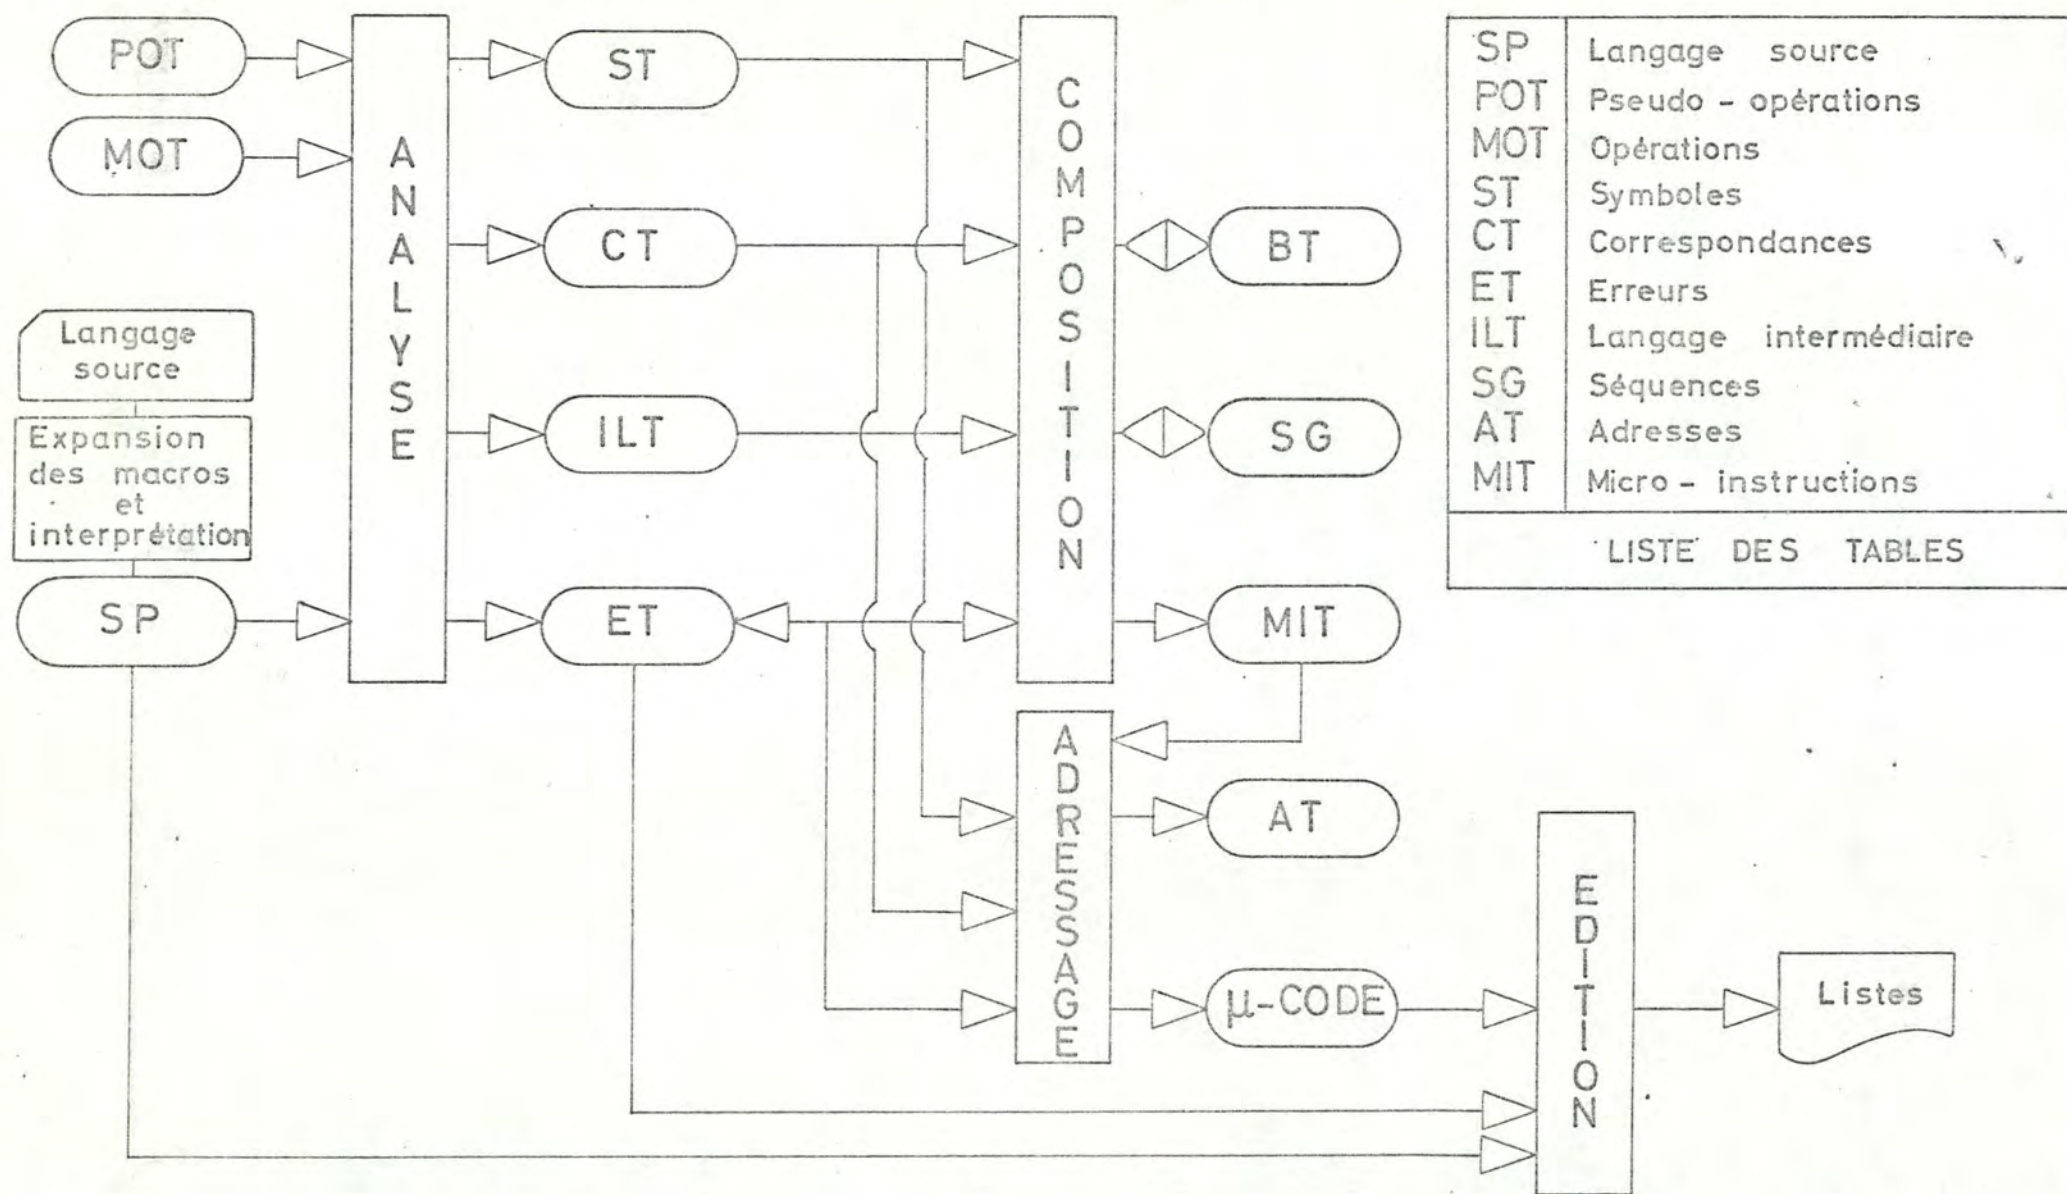 POT
MOT
Langage
source
Expansion
des macros
et
interprétation
SP
ANALYSE
ST
CT
ILT
ET
COMPOSITION
BT
SG
MIT
ADRESSAGE
AT
µ-CODE
EDITION
Listes
SP Langage source
POT Pseudo - opérations
MOT Opérations
ST Symboles
CT Correspondances
ET Erreurs
ILT Langage intermédiaire
SG Séquences
AT Adresses
MIT Micro - instructions
LISTE DES TABLES